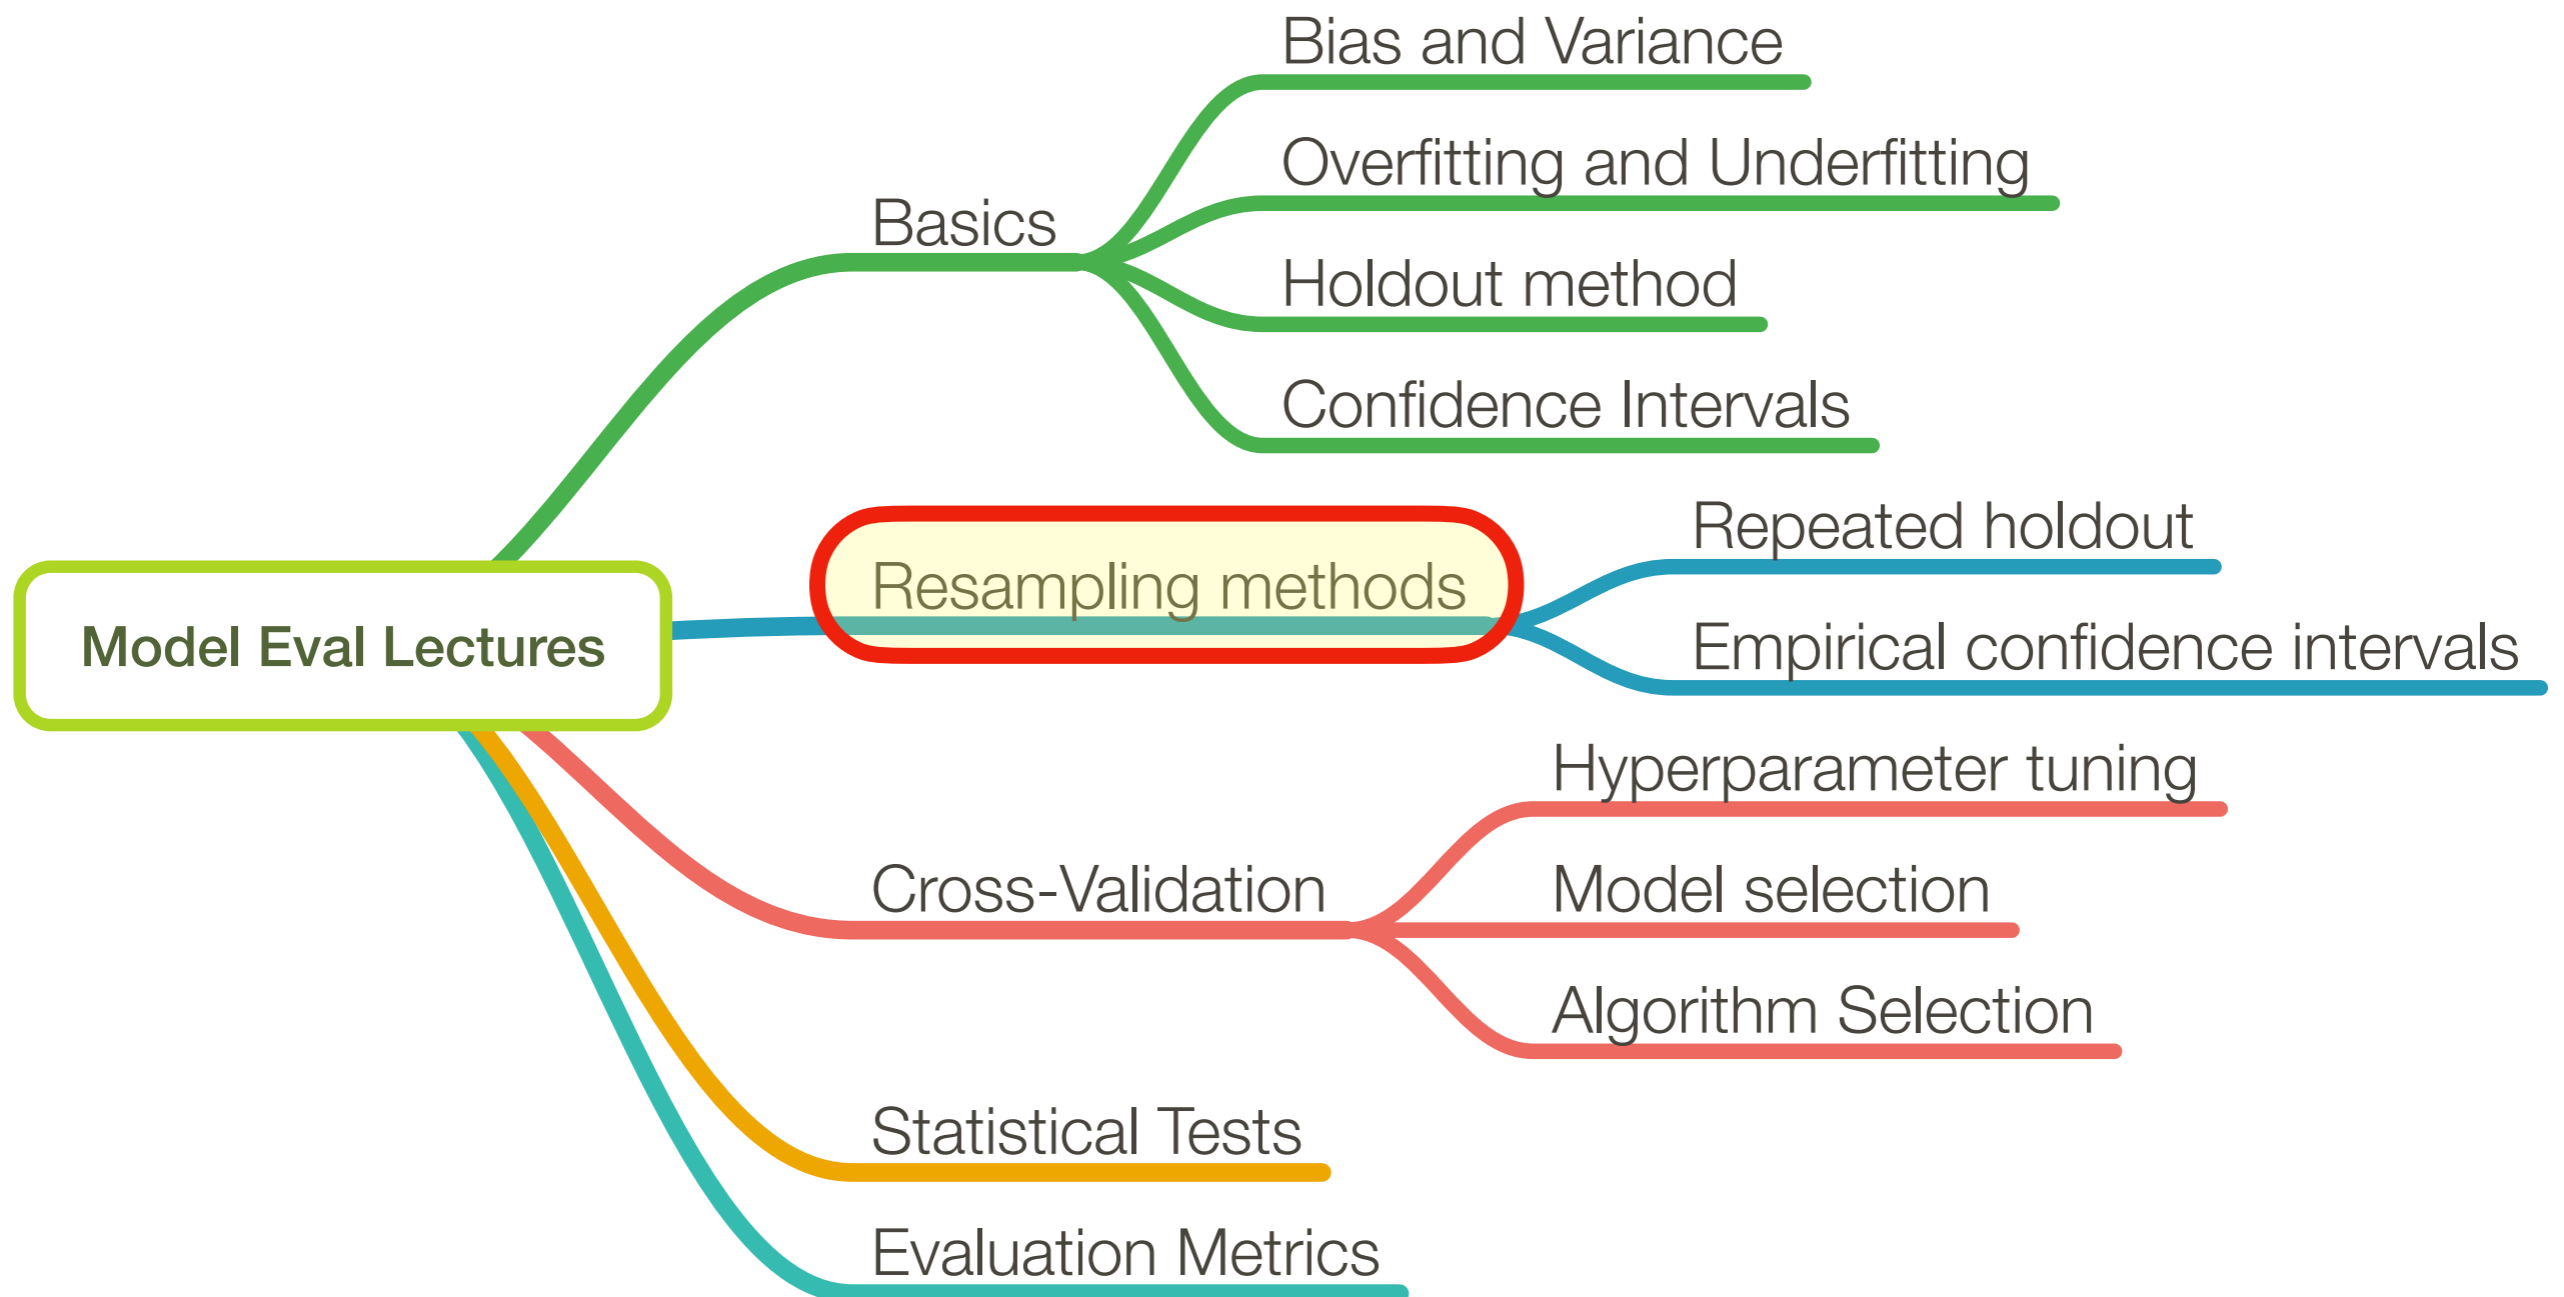 Bias and Variance
Overfitting and Underfitting
Basics
Holdout method
Confidence Intervals
Repeated holdout
Resampling methods
Model Eval Lectures
Empirical confidence intervals
Hyperparameter tuning
Cross-Validation
Model selection
Algorithm Selection
Statistical Tests
Evaluation Metrics